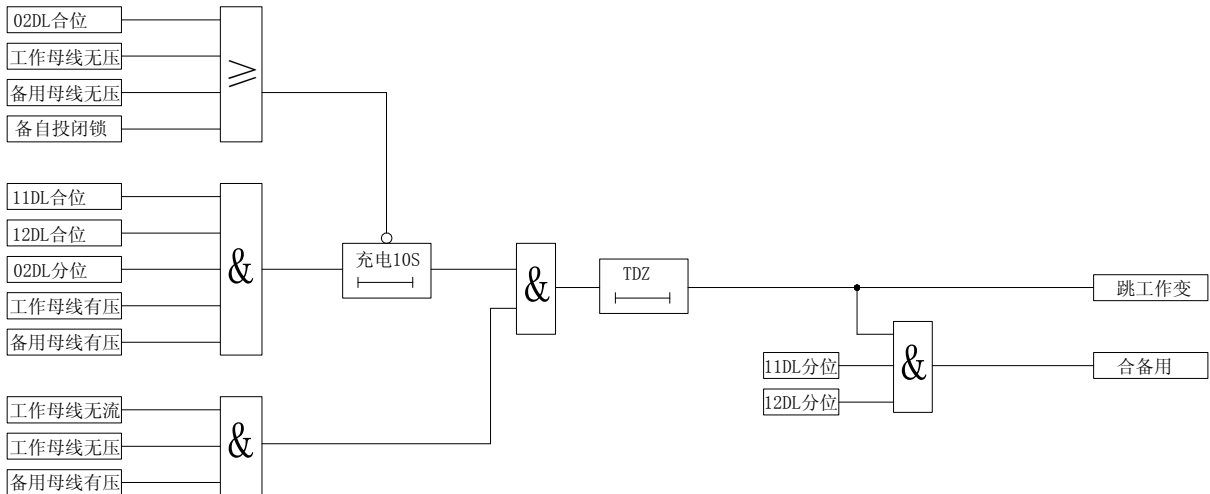 02DL合位
工作母线无压
备用母线无压
备自投闭锁
≥
11DL合位
12DL合位
02DL分位
工作母线有压
备用母线有压
&
充电10S
工作母线无流
工作母线无压
备用母线有压
&
&
TDZ
11DL分位
12DL分位
&
跳工作变
合备用